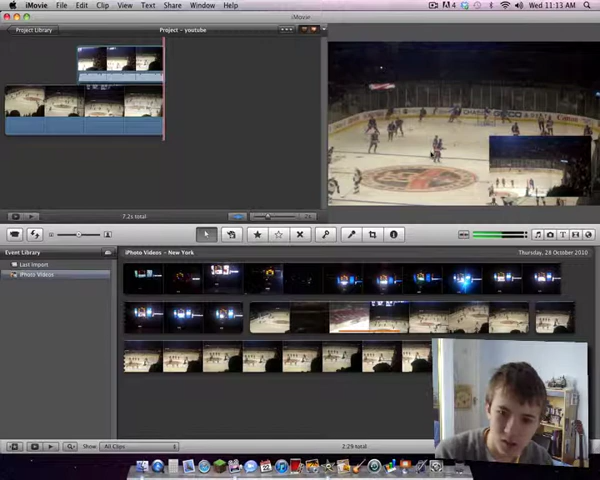 iMovie File Edit Clip View Text Share Window Help
4 Wed 11:13 AM
iMovie
Project Library
Project - youtube
7.2s total
Event Library
iPhoto Videos - New York
Thursday, 28 October 2010
Last Import
iPhoto Videos
Show All Clips
2:29 total